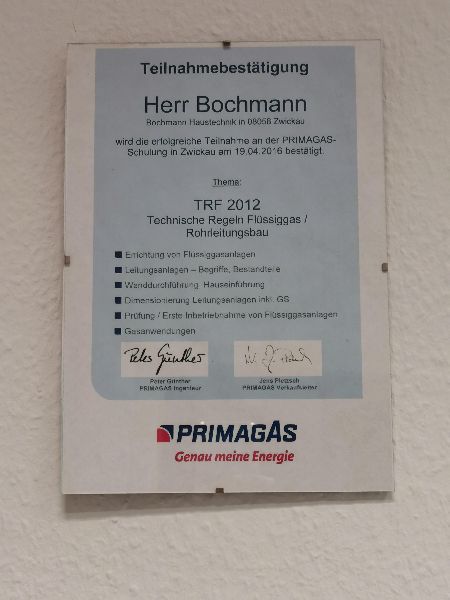 Teilnahmebestätigung
Herr Bochmann
Bochmann Haustechnik in 08058 Zwickau
wird die erfolgreiche Teilnahme an der PRIMAGAS-
Schulung in Zwickau am 19.04.2016 bestätigt.
Thema:
TRF 2012
Technische Regeln Flüssiggas /
Rohrleitungsbau
Errichtung von Flüssiggasanlagen
Leitungsanlagen – Begriffe, Bestandteile
Wanddurchführung, Hauseinführung
Dimensionierung Leitungsanlagen inkl. GS
Prüfung / Erste Inbetriebnahme von Flüssiggasanlagen
Gasanwendungen
Peter Günther
Peter Günther
PRIMAGAS Ingenieur
Jens Pietzsch
PRIMAGAS Verkaufsleiter
PRIMAGAS
Genau meine Energie